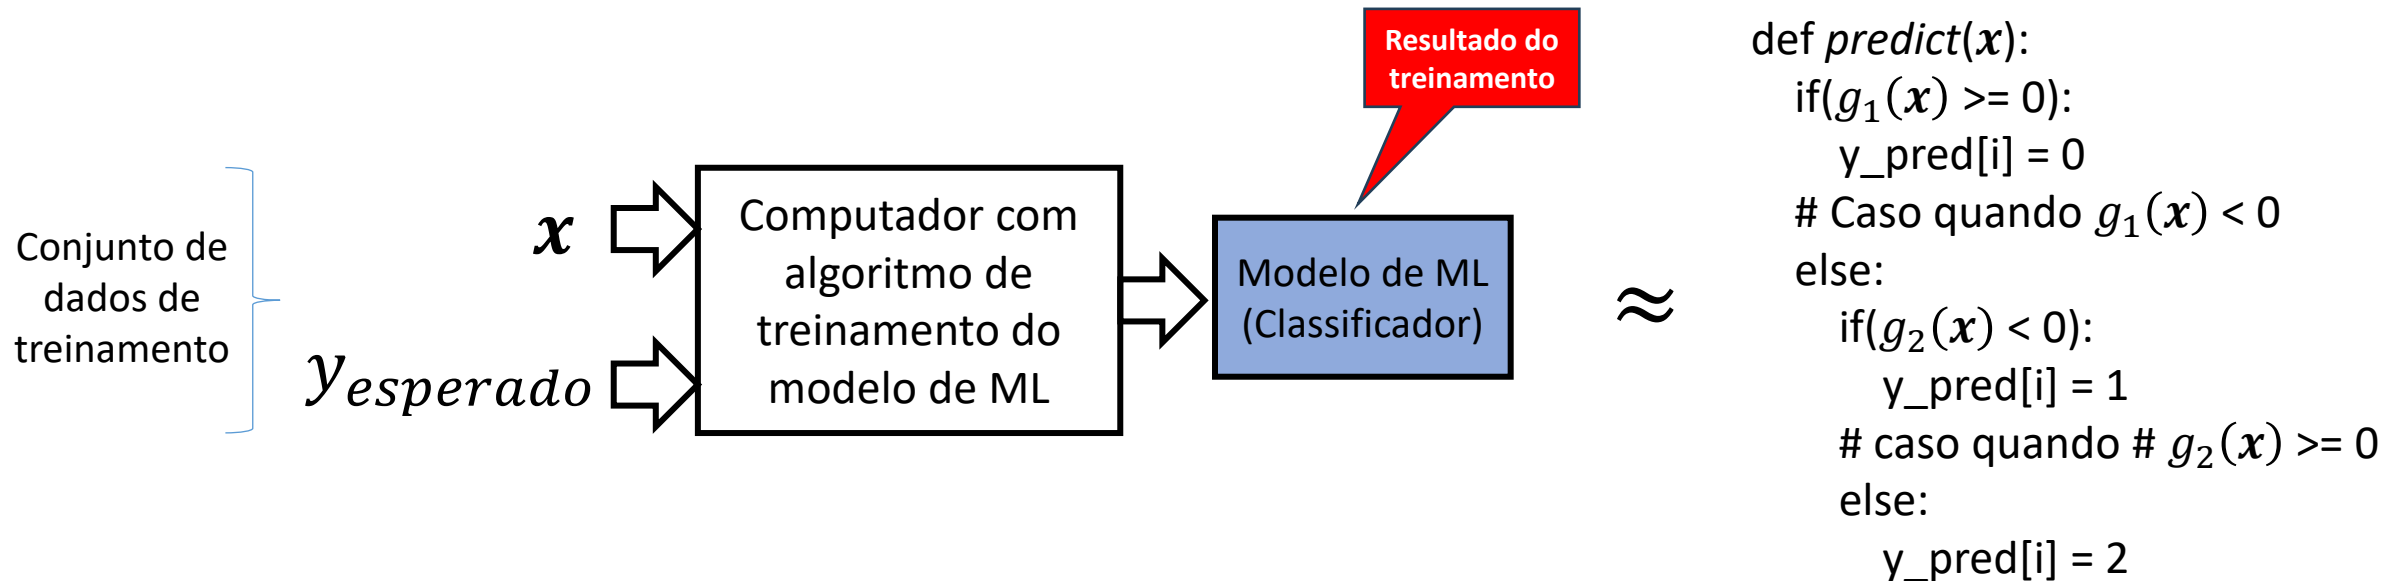 Conjunto de
dados de
treinamento
x
y_esperado
Computador com
algoritmo de
treinamento do
modelo de ML
Resultado do
treinamento
Modelo de ML
(Classificador)
≈
def predict(x):
if(g₁(x) >= 0):
y_pred[i] = 0
# Caso quando g₁(x) < 0
else:
if(g₂(x) < 0):
y_pred[i] = 1
# caso quando # g₂(x) >= 0
else:
y_pred[i] = 2